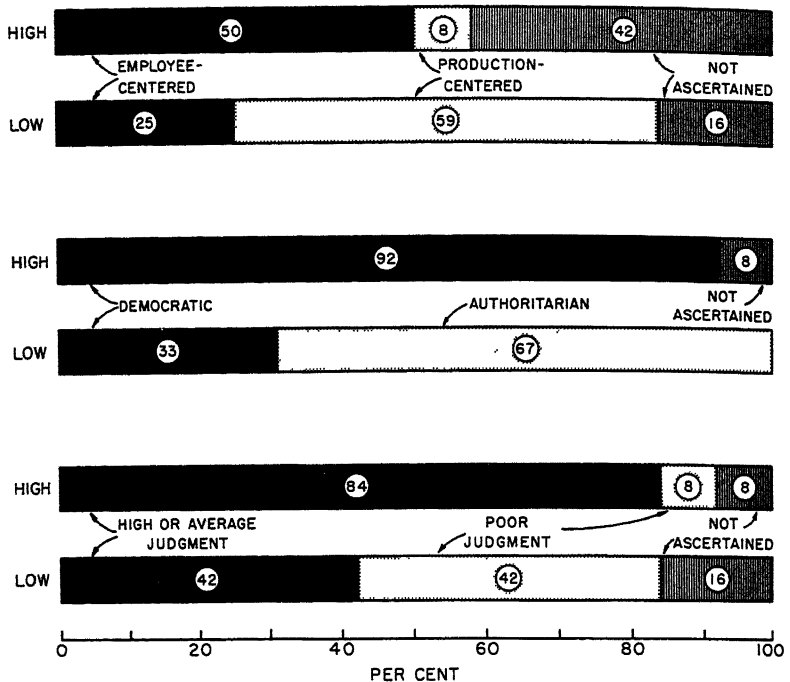 HIGH 50 8 42
EMPLOYEE-
CENTERED
PRODUCTION-
CENTERED
NOT
ASCERTAINED
LOW 25 59 16
HIGH 92 8
DEMOCRATIC
AUTHORITARIAN
NOT
ASCERTAINED
LOW 33 67
HIGH 84 8 8
HIGH OR AVERAGE
JUDGMENT
POOR
JUDGMENT
NOT
ASCERTAINED
LOW 42 42 16
0 20 40 60 80 100
PER CENT